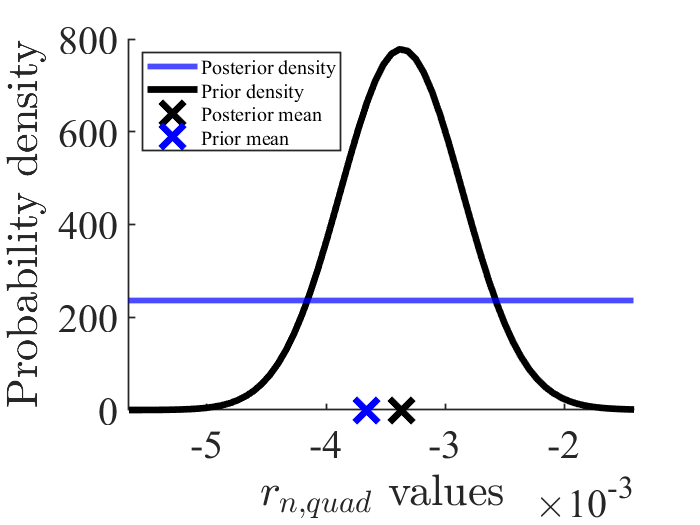 Probability density
800
600
400
200
0
Posterior density
Prior density
Posterior mean
Prior mean
-5 -4 -3 -2
r_{n,quad} values ×10^{-3}